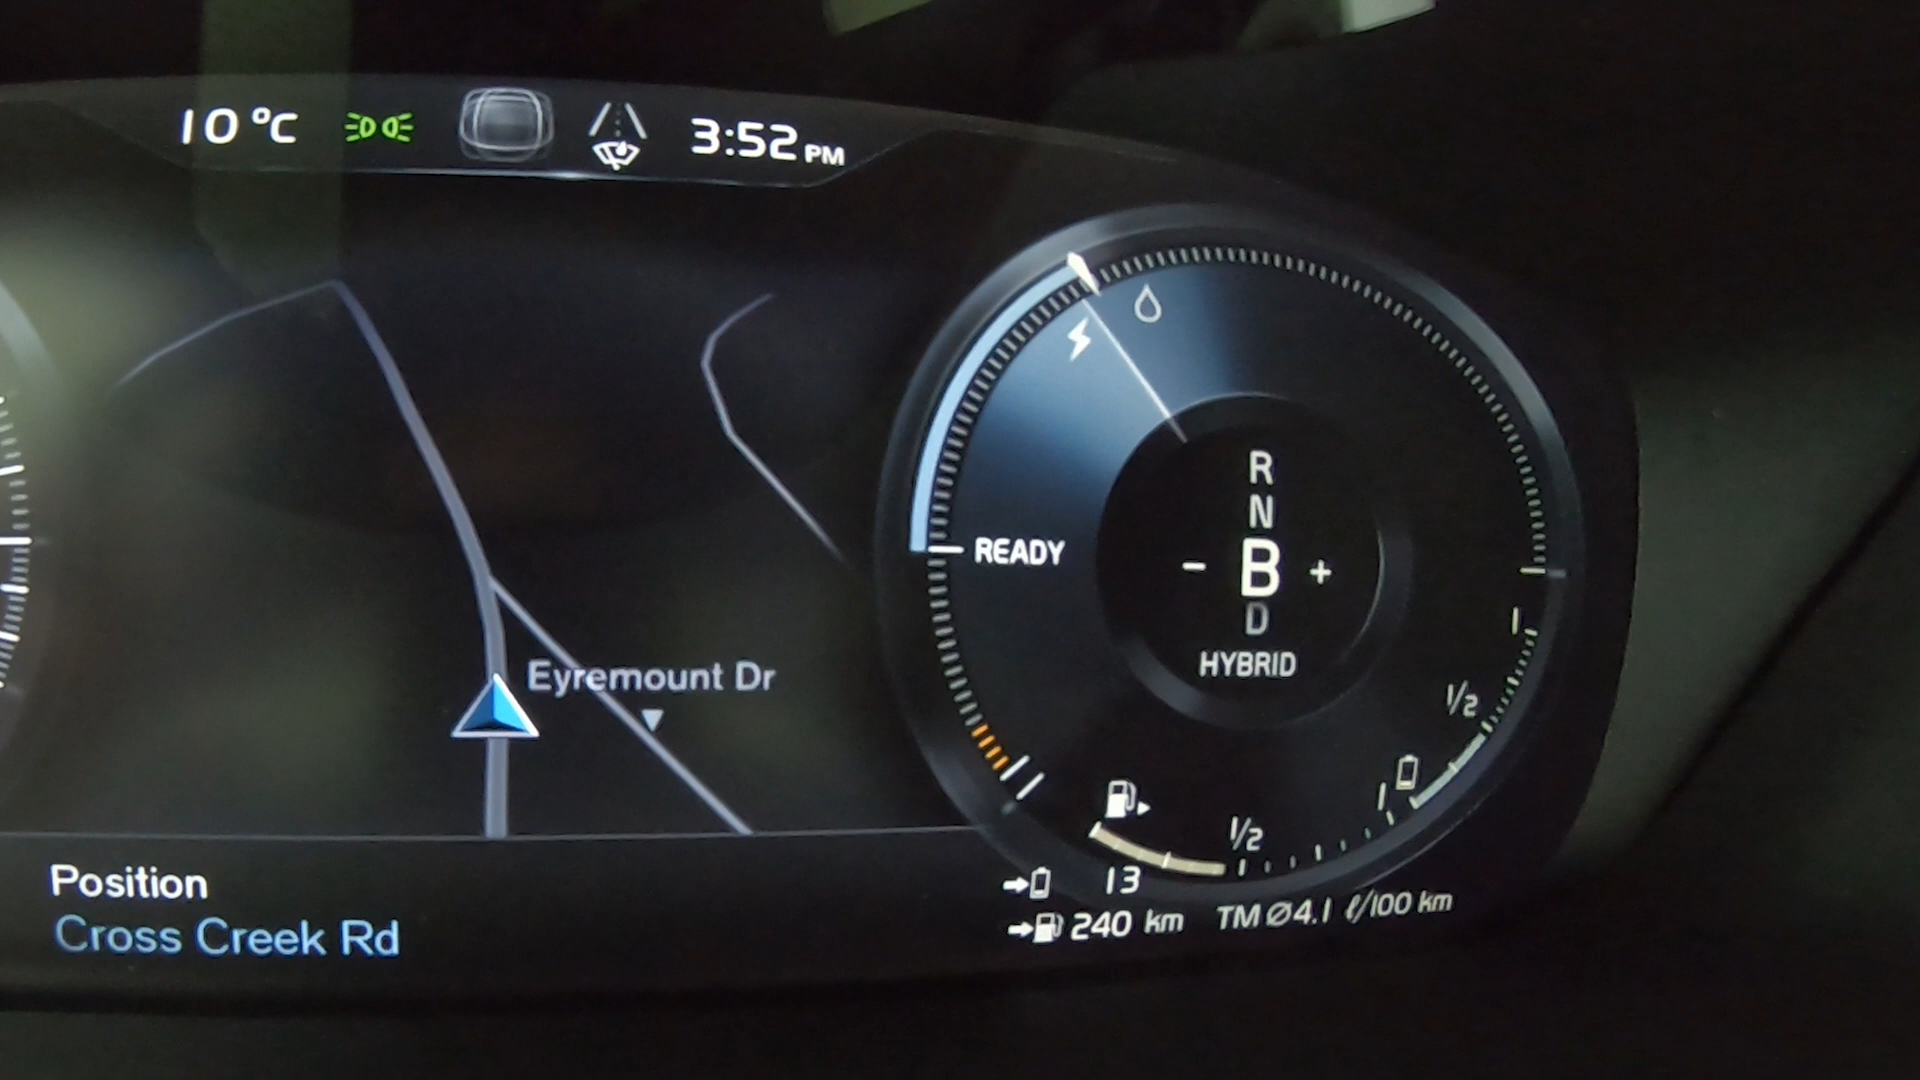 10 °C
3:52 PM
READY
R
N
- B +
D
HYBRID
Eyremount Dr
1/2
1
1/2
Position
Cross Creek Rd
13
240 km
TM Ø4.1 ℓ/100 km